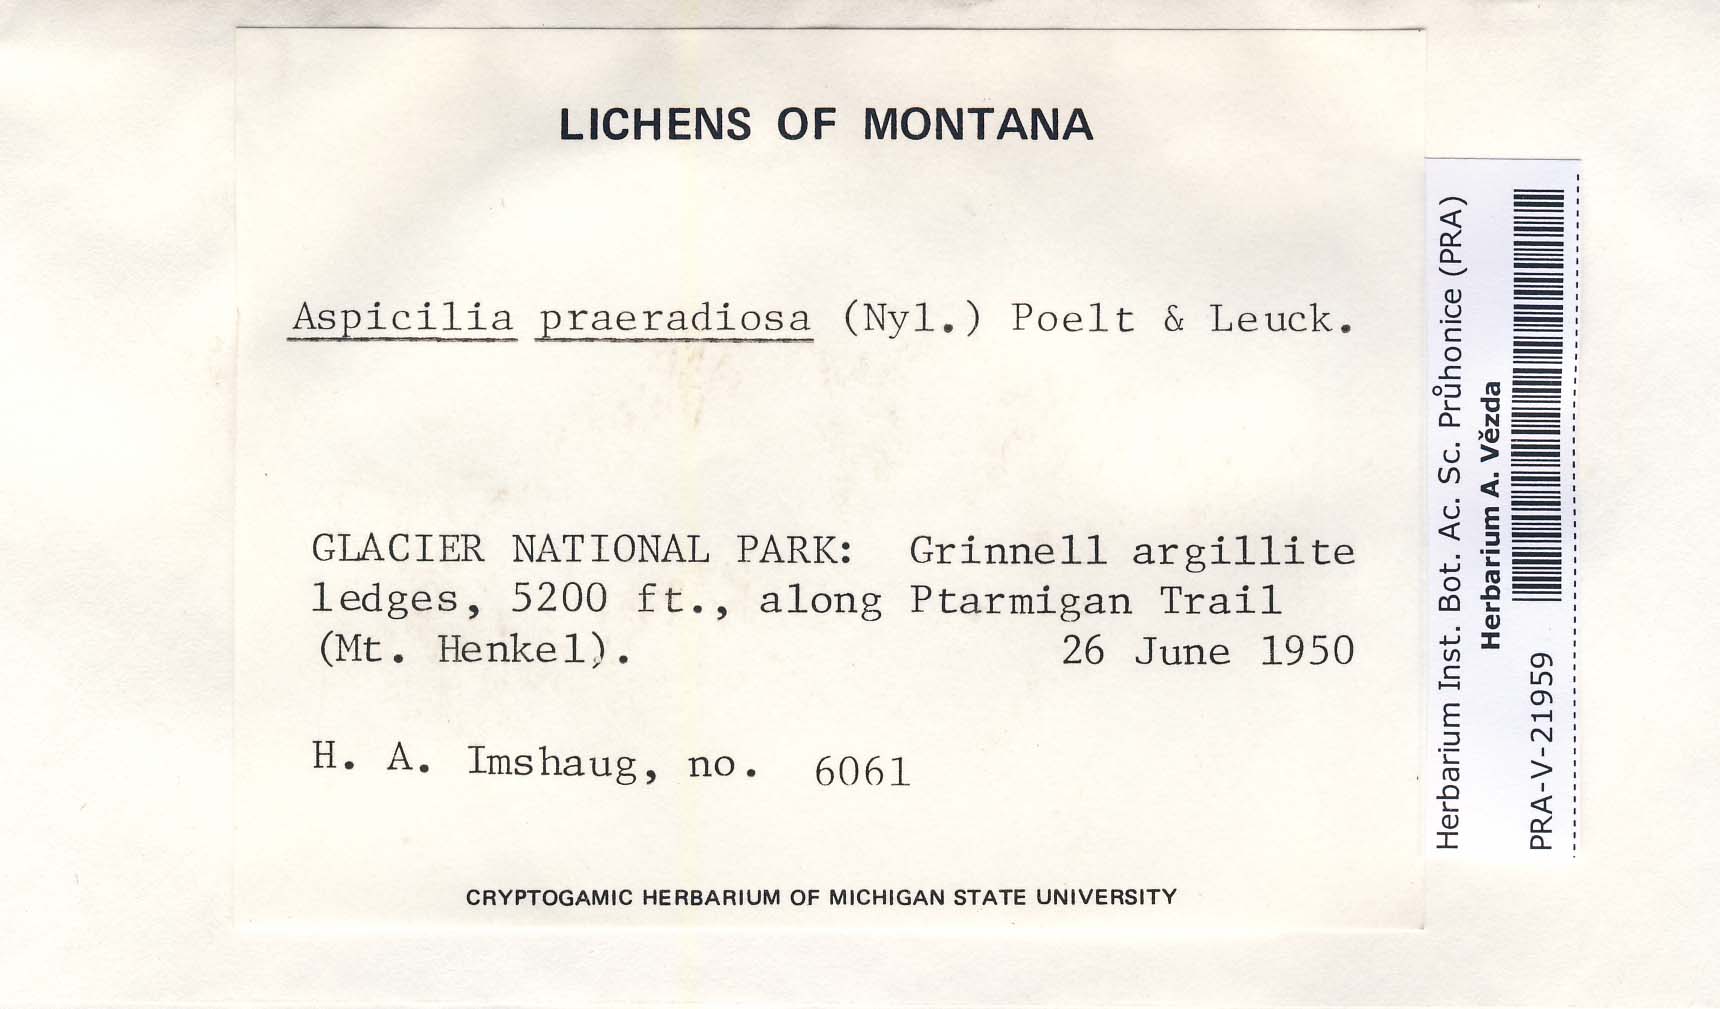 LICHENS OF MONTANA
Aspicilia praeradiosa (Nyl.) Poelt & Leuck.
GLACIER NATIONAL PARK: Grinnell argillite
ledges, 5200 ft., along Ptarmigan Trail
(Mt. Henkel). 26 June 1950
H. A. Imshaug, no. 6061
CRYPTOGAMIC HERBARIUM OF MICHIGAN STATE UNIVERSITY
Herbarium Inst. Bot. Ac. Sc. Průhonice (PRA)
Herbarium A. Vězda
PRA-V-21959